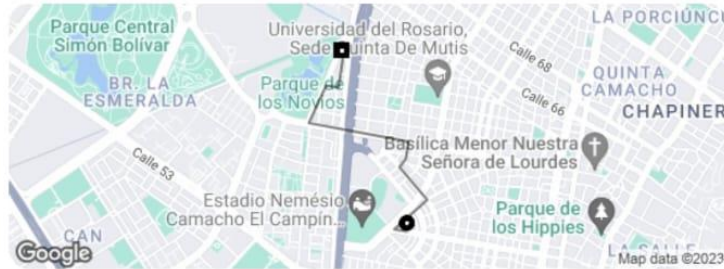 Parque Central
Simón Bolívar
Universidad del Rosario,
Sede Quinta De Mutis
LA PORCIÚNC
Calle 68
QUINTA
CAMACHO
BR. LA
ESMERALDA
Parque de
los Novios
Calle 66
CHAPINER
Calle 53
Basílica Menor Nuestra
Señora de Lourdes
Estadio Nemésio
Camacho El Campín...
Parque de
los Hippies
CAN
LA SALLE
Google
Map data ©2023